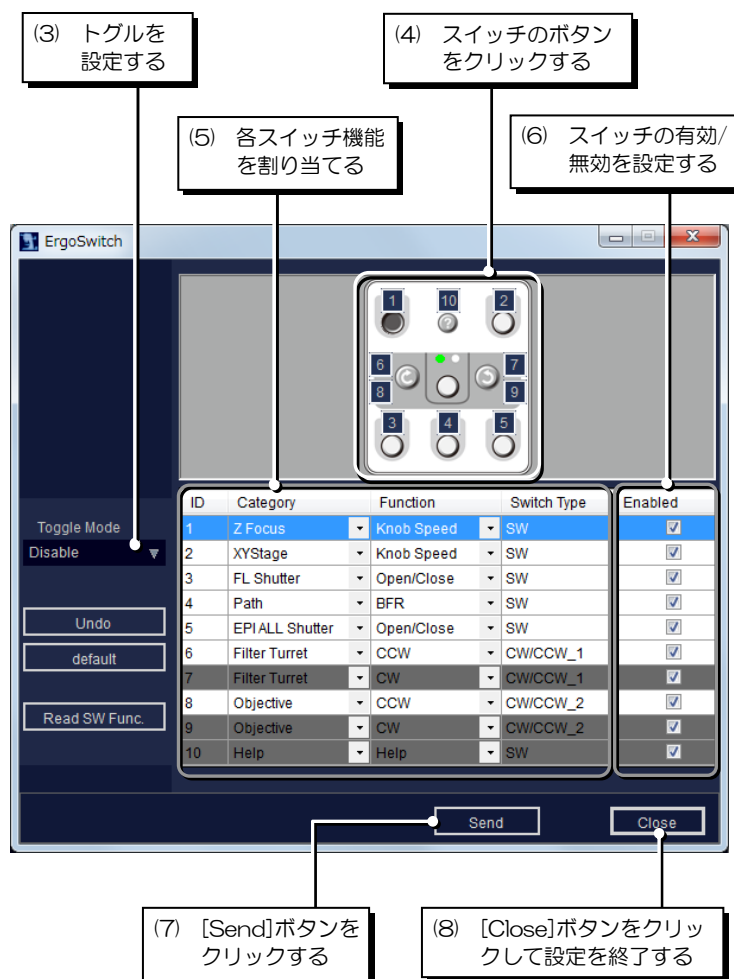 (3) トグルを
設定する
(4) スイッチのボタン
をクリックする
(5) 各スイッチ機能
を割り当てる
(6) スイッチの有効/
無効を設定する
ErgoSwitch
1 10 2
?
6 7
8 9
3 4 5
Toggle Mode
Disable
Undo
default
Read SW Func.
ID Category Function Switch Type Enabled
1 Z Focus Knob Speed SW
2 XYStage Knob Speed SW
3 FL Shutter Open/Close SW
4 Path BFR SW
5 EPI ALL Shutter Open/Close SW
6 Filter Turret CCW CW/CCW_1
7 Filter Turret CW CW/CCW_1
8 Objective CCW CW/CCW_2
9 Objective CW CW/CCW_2
10 Help Help SW
Send Close
(7) [Send]ボタンを
クリックする
(8) [Close]ボタンをクリッ
クして設定を終了する